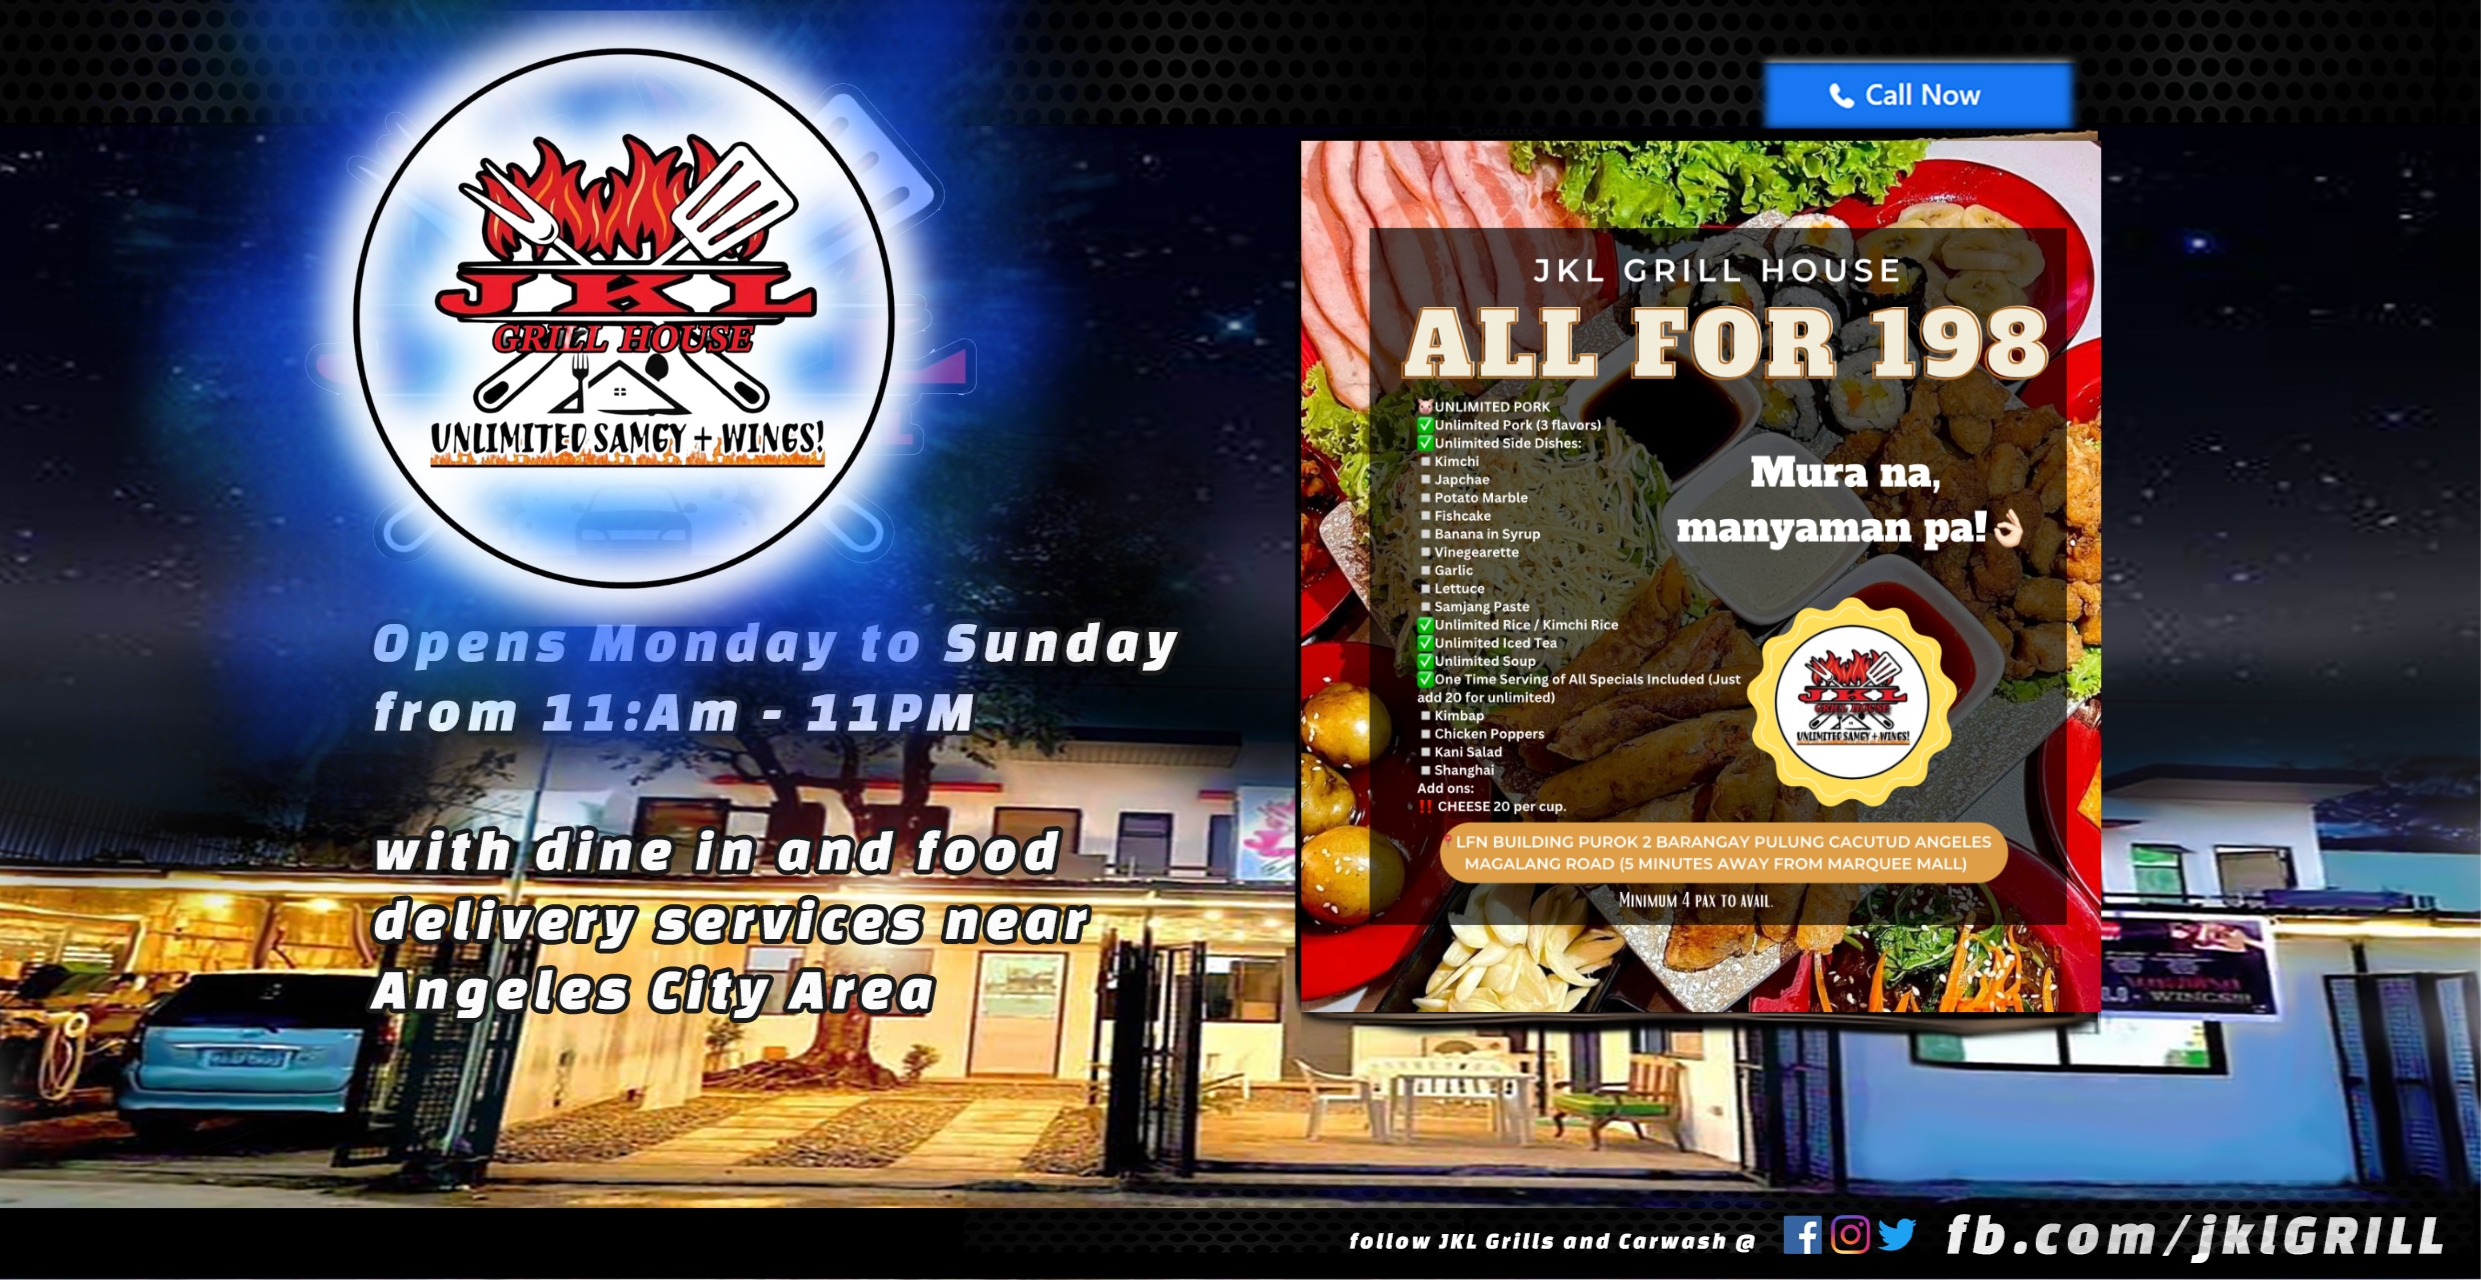 JKL
GRILL HOUSE
UNLIMITED SAMGY + WINGS!
Opens Monday to Sunday
from 11:Am - 11PM
with dine in and food
delivery services near
Angeles City Area
Call Now
JKL GRILL HOUSE
ALL FOR 198
🐷UNLIMITED PORK
✅Unlimited Pork (3 flavors)
✅Unlimited Side Dishes:
▫️Kimchi
▫️Japchae
▫️Potato Marble
▫️Fishcake
▫️Banana in Syrup
▫️Vinegearette
▫️Garlic
▫️Lettuce
▫️Samjang Paste
✅Unlimited Rice / Kimchi Rice
✅Unlimited Iced Tea
✅Unlimited Soup
✅One Time Serving of All Specials Included (Just
add 20 for unlimited)
▫️Kimbap
▫️Chicken Poppers
▫️Kani Salad
▫️Shanghai
Add ons:
‼️ CHEESE 20 per cup.
Mura na,
manyaman pa!👌🏻
JKL
GRILL HOUSE
UNLIMITED SAMGY + WINGS!
📍LFN BUILDING PUROK 2 BARANGAY PULUNG CACUTUD ANGELES
MAGALANG ROAD (5 MINUTES AWAY FROM MARQUEE MALL)
MINIMUM 4 PAX TO AVAIL.
follow JKL Grills and Carwash @
fb.com/jklGRILL